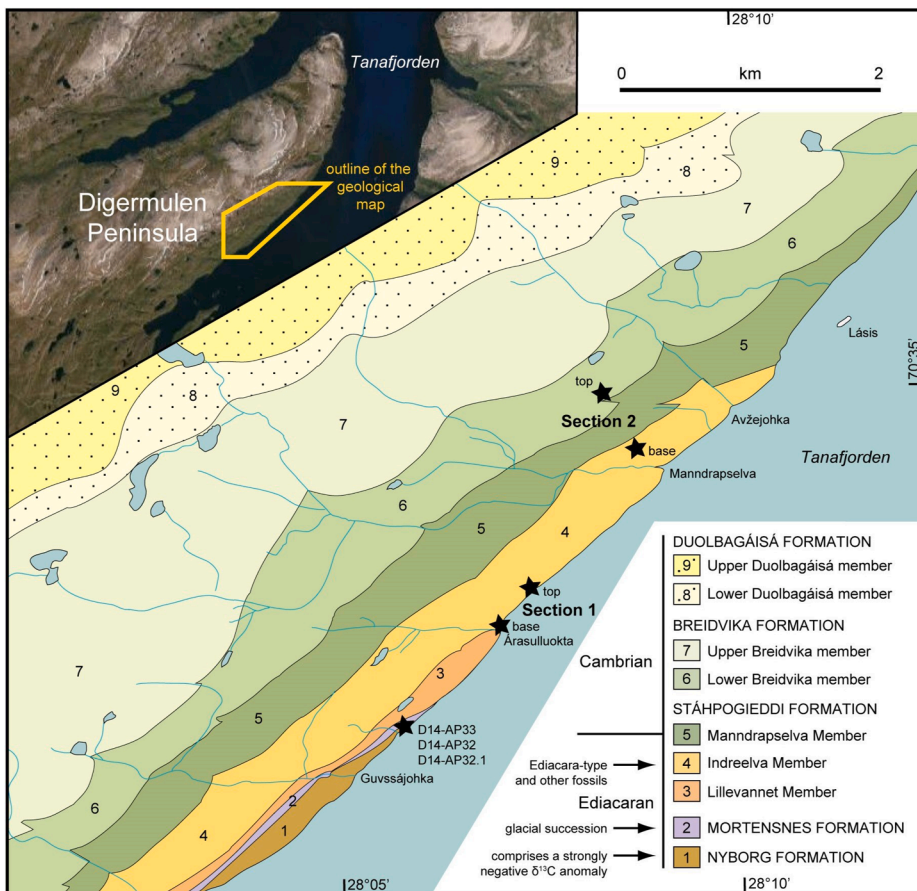 28°10'
Tanafjorden
0 km 2
outline of the
geological
map
Digermulen
Peninsula
9
8
7
6
5
Lásis
70°35'
9
8
7
top
Section 2
base
Avžejohka
Manndrapselva
Tanafjorden
6
5
4
top
Section 1
base
Árasulluokta
7
5
3
D14-AP33
D14-AP32
D14-AP32.1
Guvssájohka
6
4
2
1
28°05'
28°10'
DUOLBAGÁISÁ FORMATION
9 Upper Duolbagáisá member
8 Lower Duolbagáisá member
BREIDVIKA FORMATION
7 Upper Breidvika member
6 Lower Breidvika member
Cambrian
STÁHPOGIEDDI FORMATION
5 Manndrapselva Member
Ediacara-type
and other fossils
4 Indreelva Member
3 Lillevannet Member
Ediacaran
glacial succession
2 MORTENSNES FORMATION
comprises a strongly
negative δ¹³C anomaly
1 NYBORG FORMATION